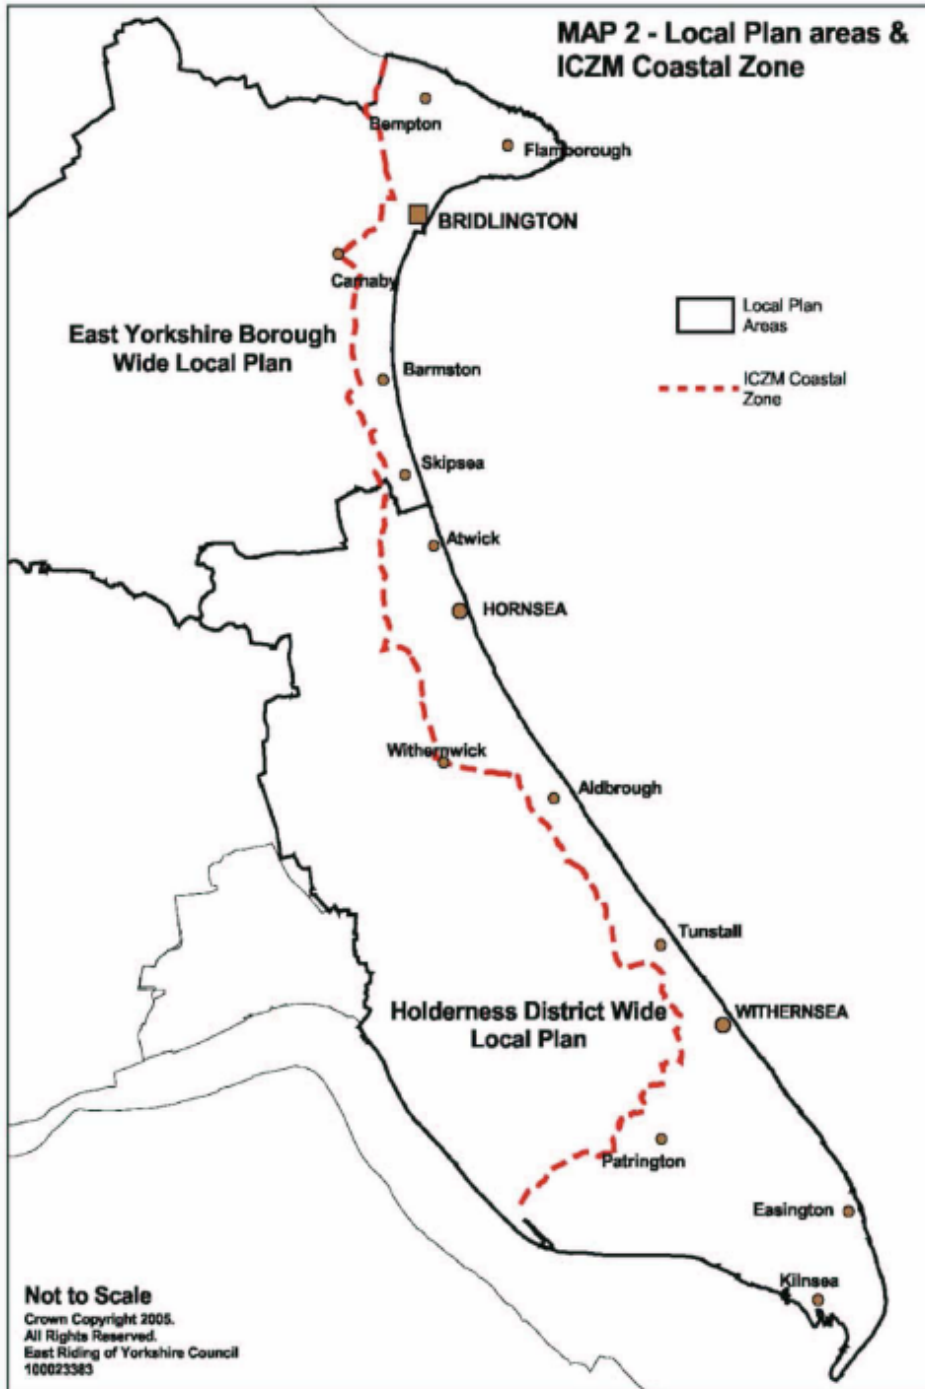 MAP 2 - Local Plan areas &
ICZM Coastal Zone
Bempton
Flamborough
BRIDLINGTON
Carnaby
Local Plan
Areas
East Yorkshire Borough
Wide Local Plan
Barmston
ICZM Coastal
Zone
Skipsea
Atwick
HORNSEA
Withernwick
Aldbrough
Tunstall
Holderness District Wide
Local Plan
WITHERNSEA
Patrington
Easington
Kilnsea
Not to Scale
Crown Copyright 2005.
All Rights Reserved.
East Riding of Yorkshire Council
100023383